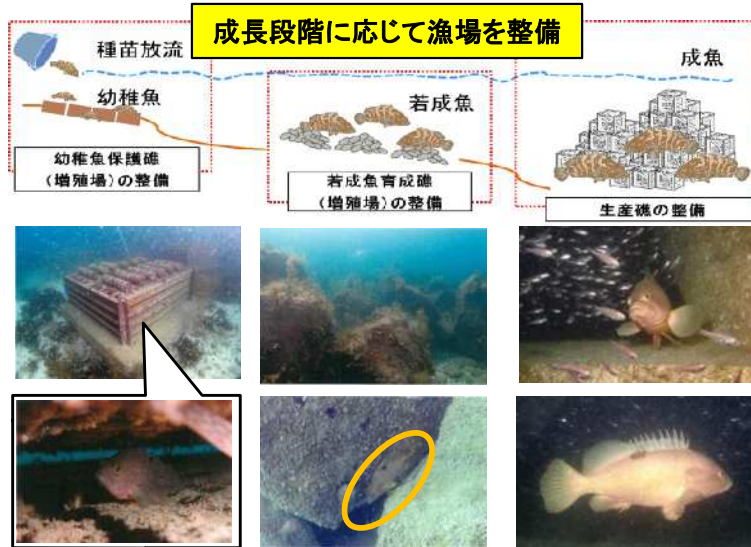 成長段階に応じて漁場を整備
種苗放流
幼稚魚
幼稚魚保護礁
(増殖場)の整備
若成魚
若成魚育成礁
(増殖場)の整備
成魚
生産礁の整備